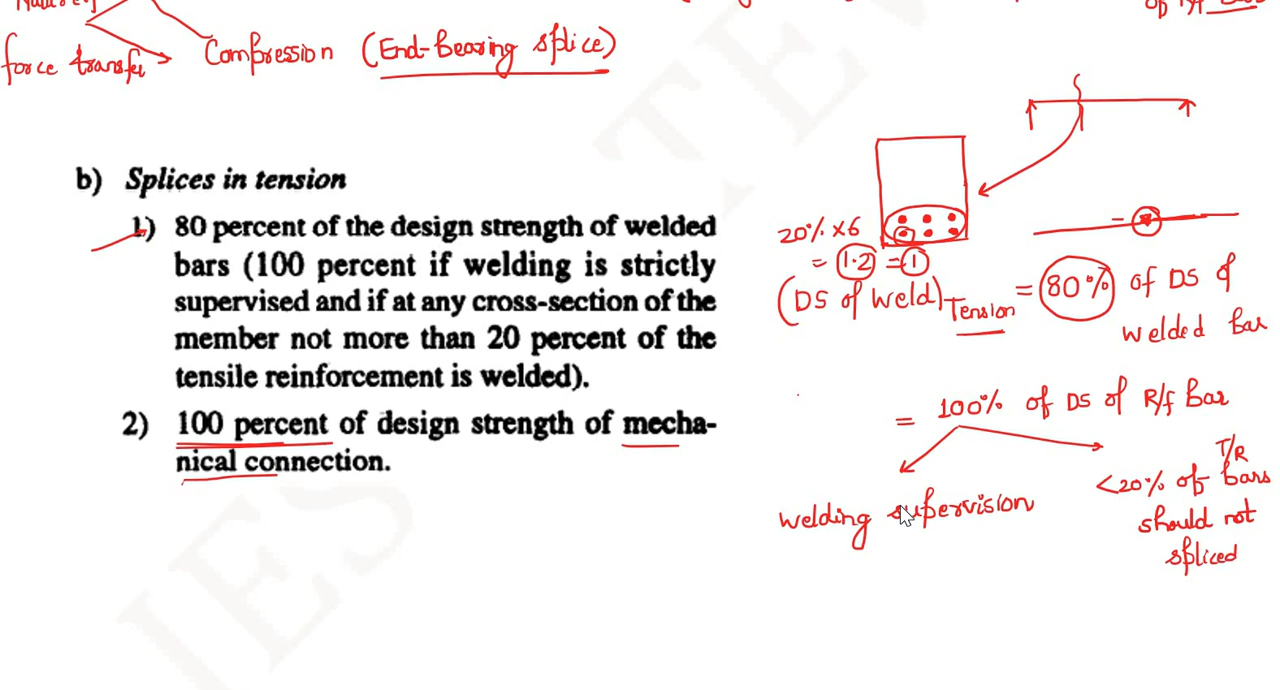 force transfer Compression (End-bearing splice)
b) Splices in tension
1) 80 percent of the design strength of welded
bars (100 percent if welding is strictly
supervised and if at any cross-section of the
member not more than 20 percent of the
tensile reinforcement is welded).
2) 100 percent of design strength of mecha-
nical connection.
20% x 6
= 1.2 = 1
(DS of weld)Tension = 80% of DS of
welded bar
= 100% of DS of R/f bar
welding supervision
T/R
<20% of bars
should not
spliced
IES